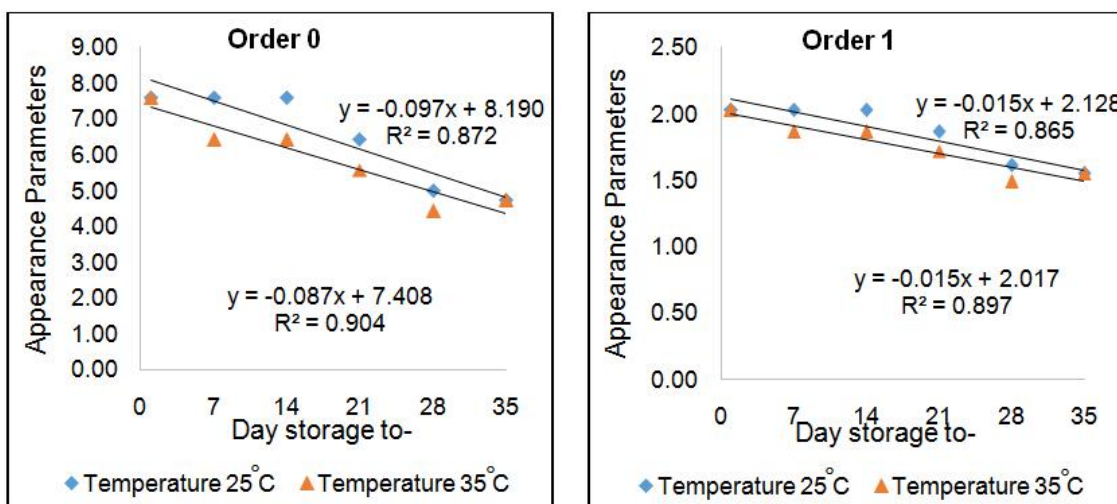 Order 0
Appearance Parameters
9.00
8.00
7.00
6.00
5.00
4.00
3.00
2.00
1.00
0.00
y = -0.097x + 8.190
R² = 0.872
y = -0.087x + 7.408
R² = 0.904
0 7 14 21 28 35
Day storage to-
Temperature 25°C Temperature 35°C
Order 1
Appearance Parameters
2.50
2.00
1.50
1.00
0.50
0.00
y = -0.015x + 2.128
R² = 0.865
y = -0.015x + 2.017
R² = 0.897
0 7 14 21 28 35
Day storage to-
Temperature 25°C Temperature 35°C